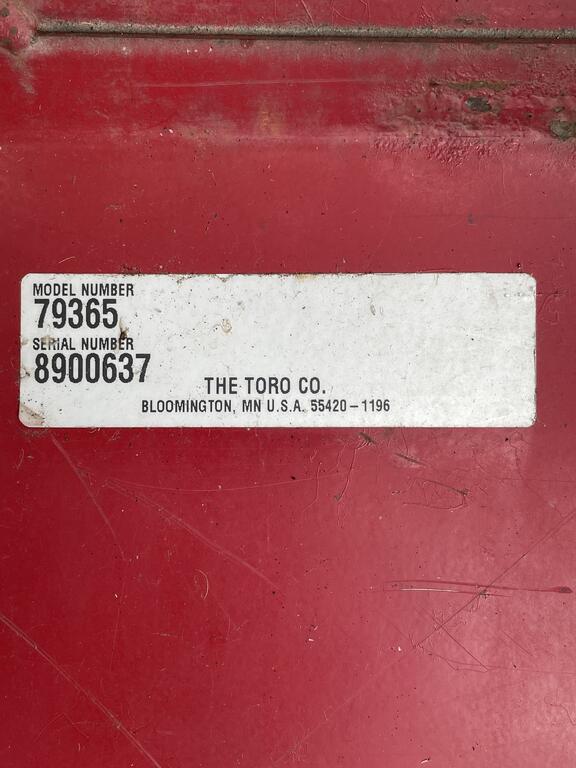 MODEL NUMBER
79365
SERIAL NUMBER
8900637
THE TORO CO.
BLOOMINGTON, MN U.S.A. 55420-1196